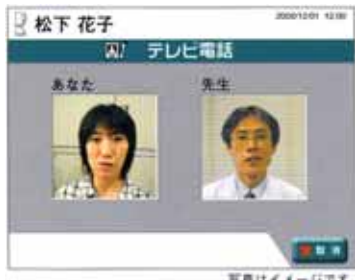 松下 花子
2000/12/01 12:00
テレビ電話
あなた
先生
取消
写真はイメージです